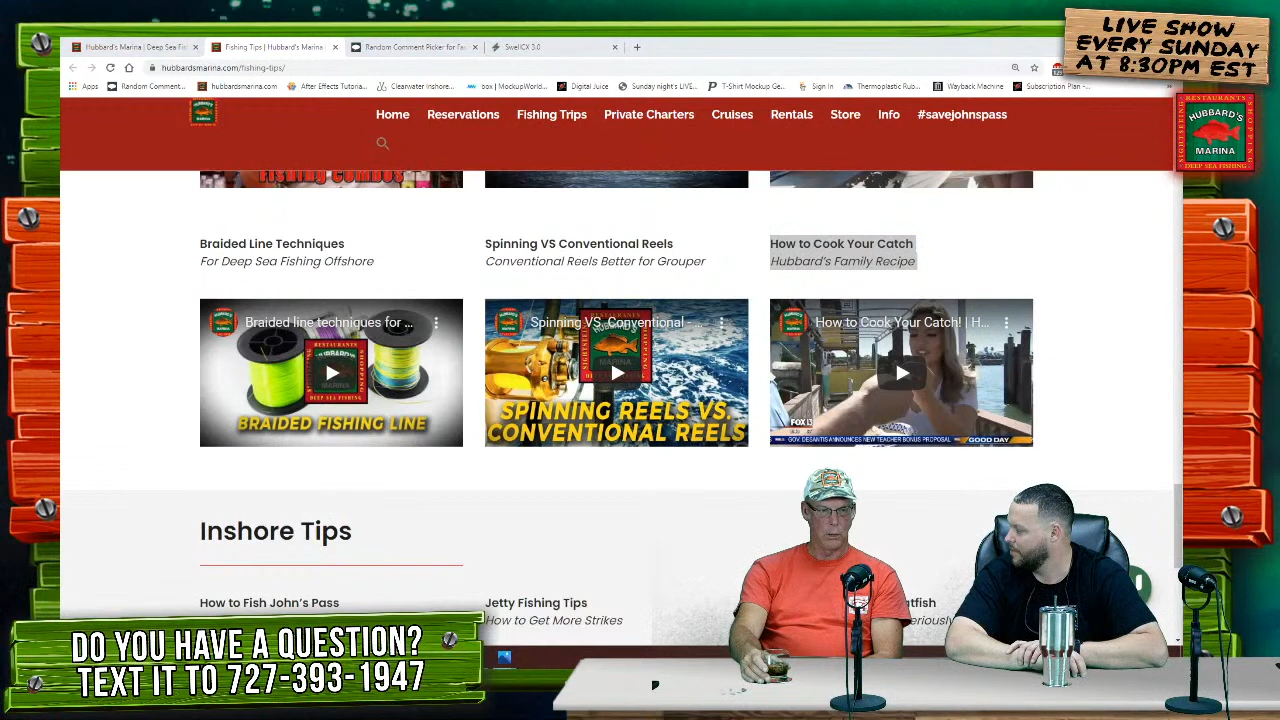 LIVE SHOW
EVERY SUNDAY
AT 8:30PM EST
Hubbard's Marina | Deep Sea Fis
Fishing Tips | Hubbard's Marina
Random Comment Picker for Fa
SwellCX 3.0
hubbardsmarina.com/fishing-tips/
Apps
Random Comment...
hubbardsmarina.com
After Effects Tutoria...
Clearwater Inshore...
box | MockupWorld...
Digital Juice
Sunday night's LIVE...
T-Shirt Mockup Ge...
Sign In
Thermoplastic Rub...
Wayback Machine
Subscription Plan -...
Home
Reservations
Fishing Trips
Private Charters
Cruises
Rentals
Store
Info
#savejohnspass
RESTAURANTS
SIGHTSEEING
HUBBARD'S
MARINA
SHOPPING
DEEP SEA FISHING
Fishing Combos
Braided Line Techniques
For Deep Sea Fishing Offshore
Spinning VS Conventional Reels
Conventional Reels Better for Grouper
How to Cook Your Catch
Hubbard's Family Recipe
Braided line techniques for ...
BRAIDED FISHING LINE
Spinning VS. Conventional - ...
SPINNING REELS VS.
CONVENTIONAL REELS
How to Cook Your Catch! | H...
FOX 13
GOV. DESANTIS ANNOUNCES NEW TEACHER BONUS PROPOSAL
GOOD DAY
Inshore Tips
How to Fish John's Pass
Jetty Fishing Tips
How to Get More Strikes
DO YOU HAVE A QUESTION?
TEXT IT TO 727-393-1947